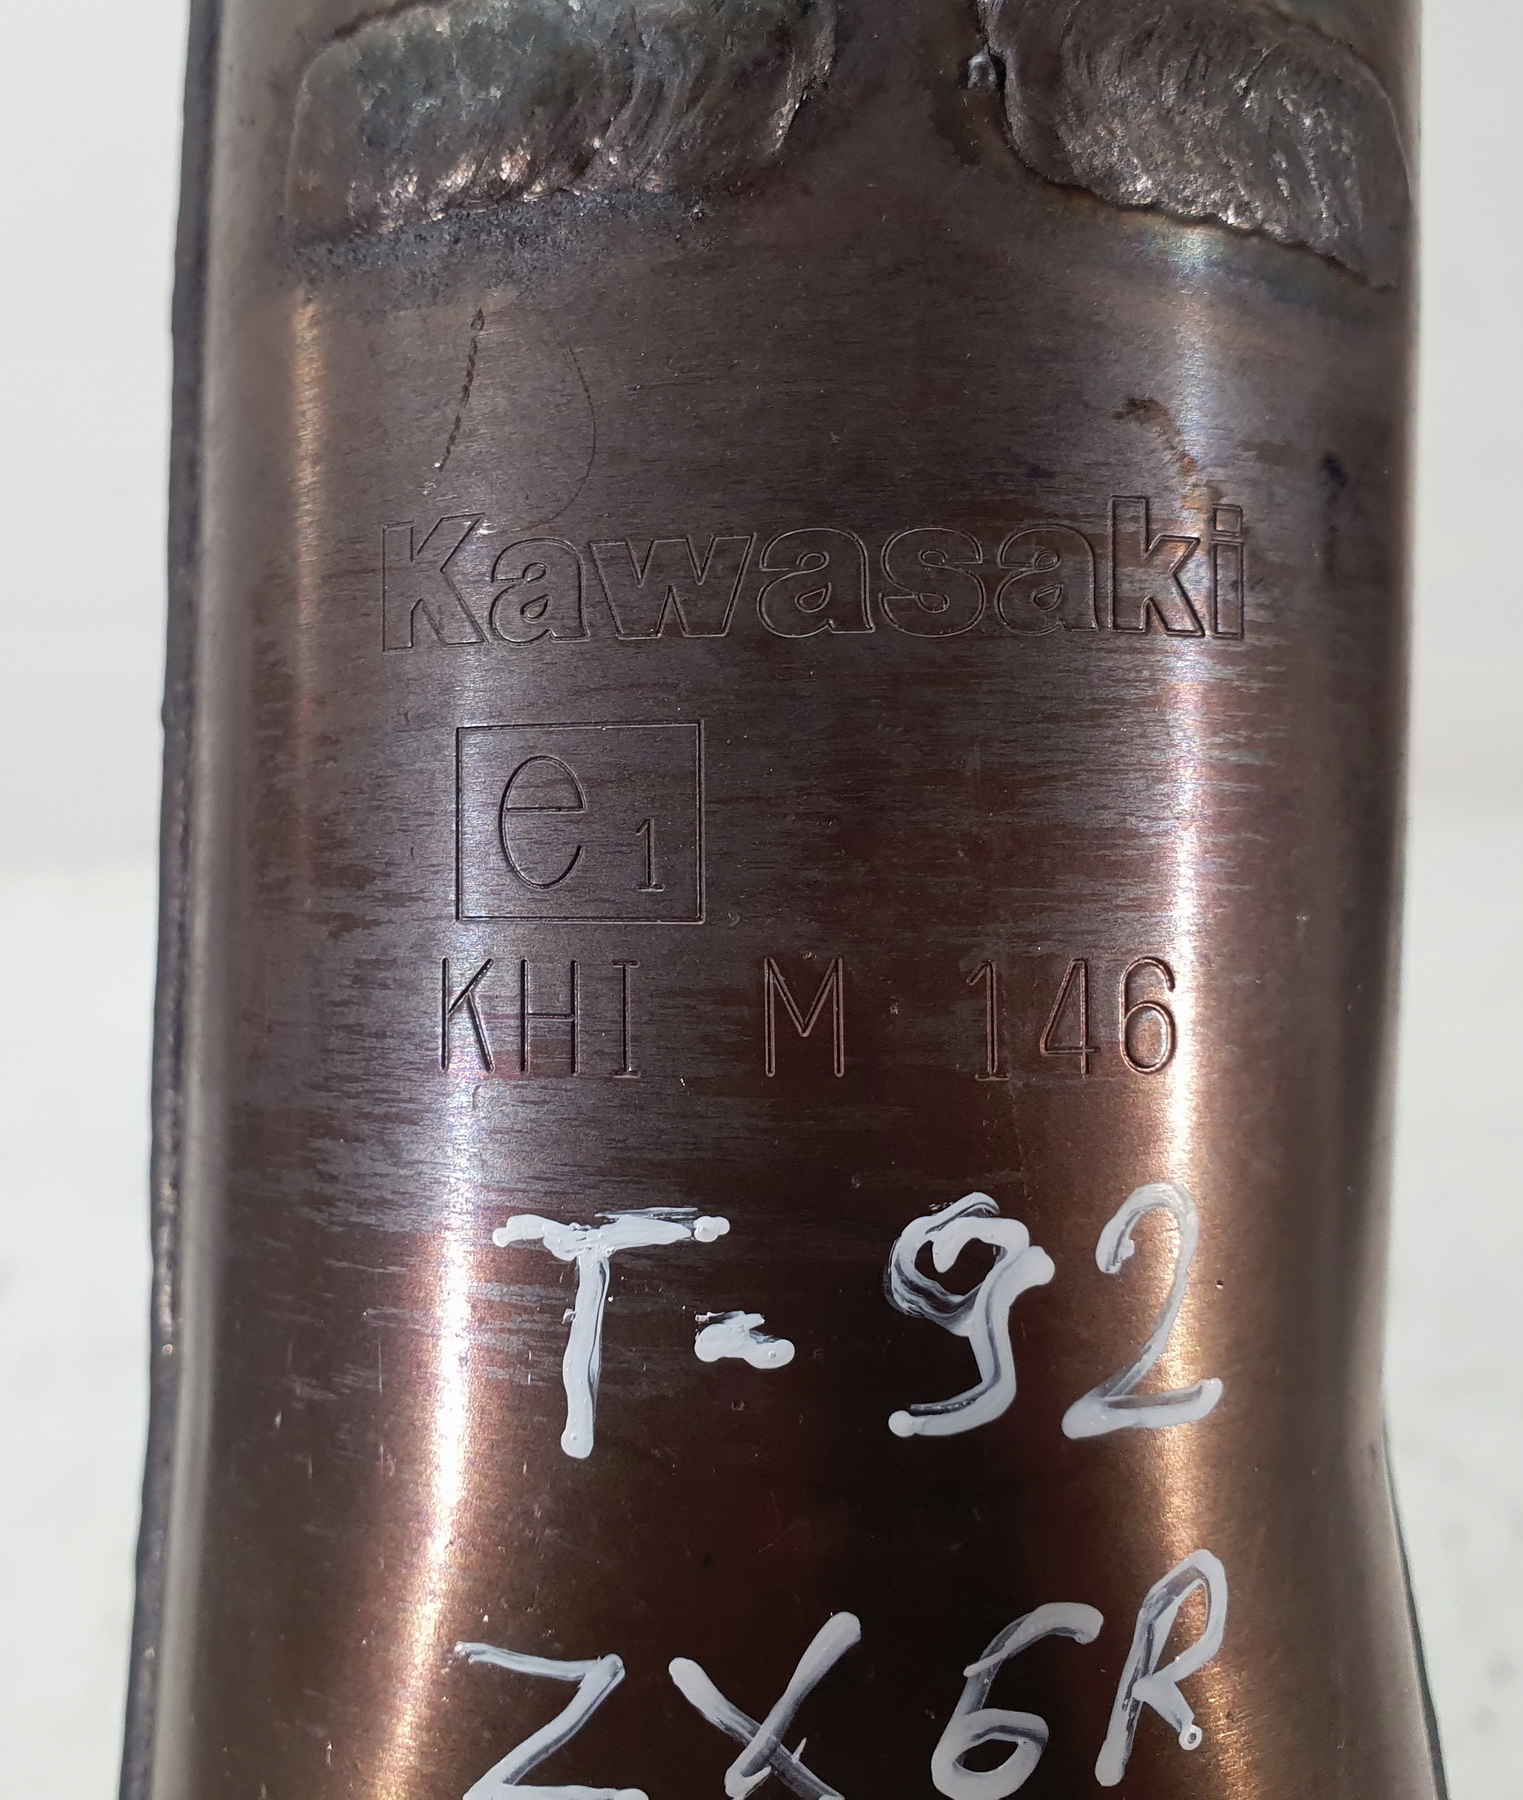 Kawasaki
e1
KHI M 146
T-92
ZX6R